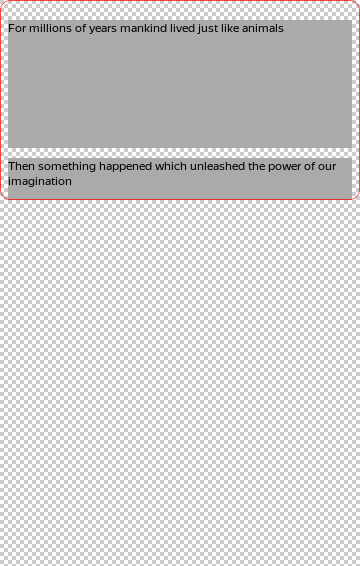 For millions of years mankind lived just like animals
Then something happened which unleashed the power of our
imagination